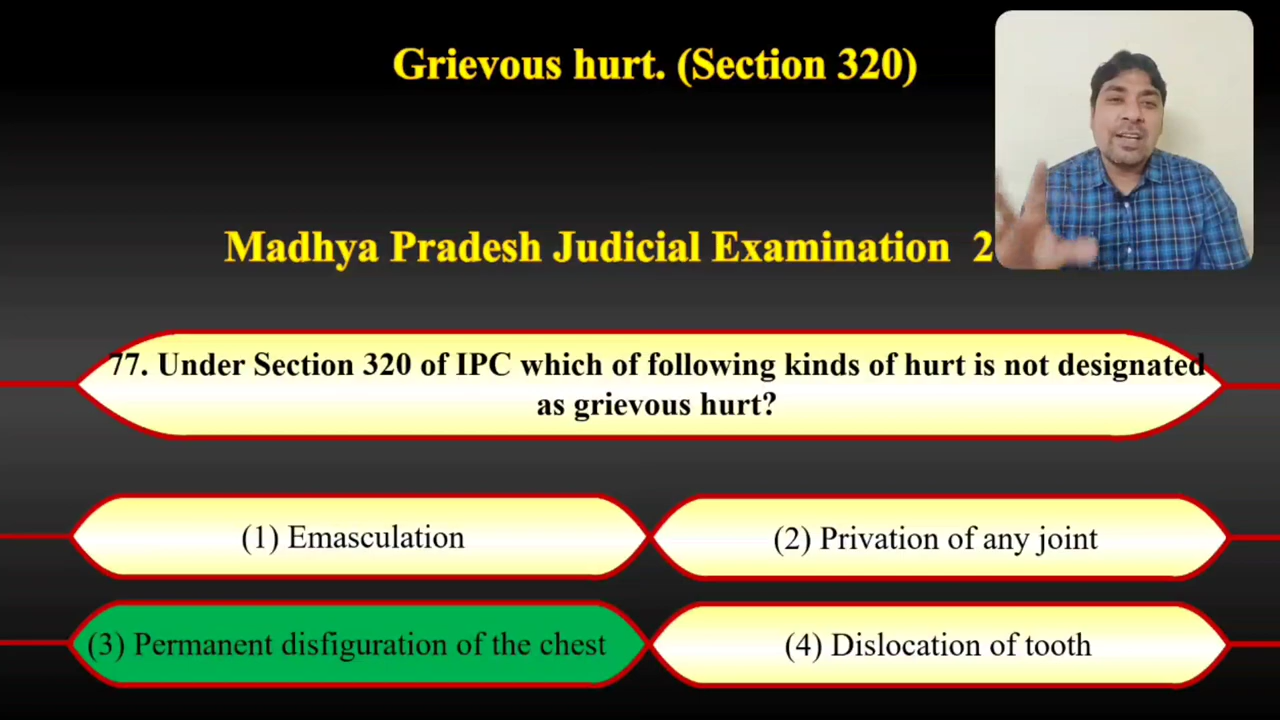 Grievous hurt. (Section 320)
Madhya Pradesh Judicial Examination 2
77. Under Section 320 of IPC which of following kinds of hurt is not designated
as grievous hurt?
(1) Emasculation
(2) Privation of any joint
(3) Permanent disfiguration of the chest
(4) Dislocation of tooth